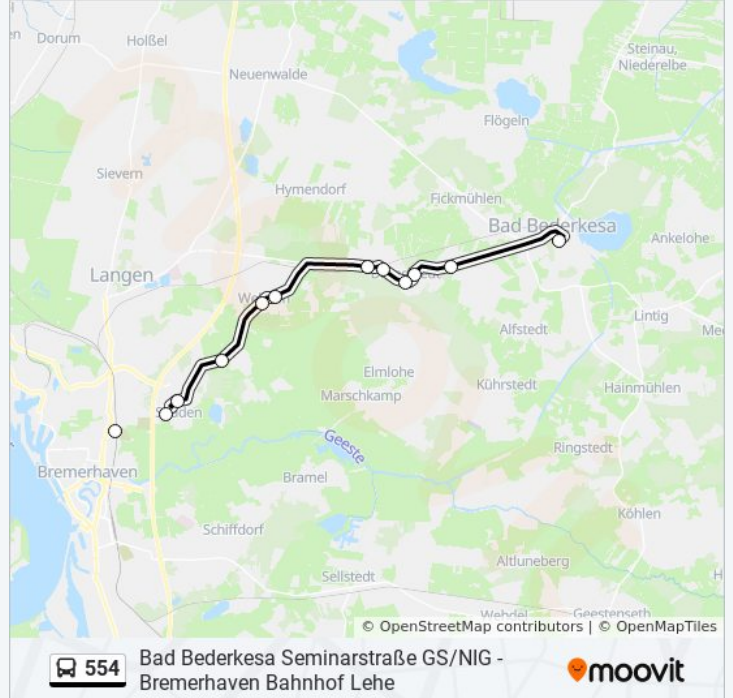 Dorum
Holßel
Steinau,
Niederelbe
Neuenwalde
Flögeln
Sievern
Hymendorf
Fickmühlen
Bad Bederkesa
Ankelohe
Langen
Lintig
Alfstedt
Elmlohe
Kührstedt
Hainmühlen
Marschkamp
Geeste
Ringstedt
Bremerhaven
Bramel
Köhlen
Schiffdorf
Altluneberg
Sellstedt
Wehdel
Geestenseth
© OpenStreetMap contributors | © OpenMapTiles
554
Bad Bederkesa Seminarstraße GS/NIG -
Bremerhaven Bahnhof Lehe
moovit